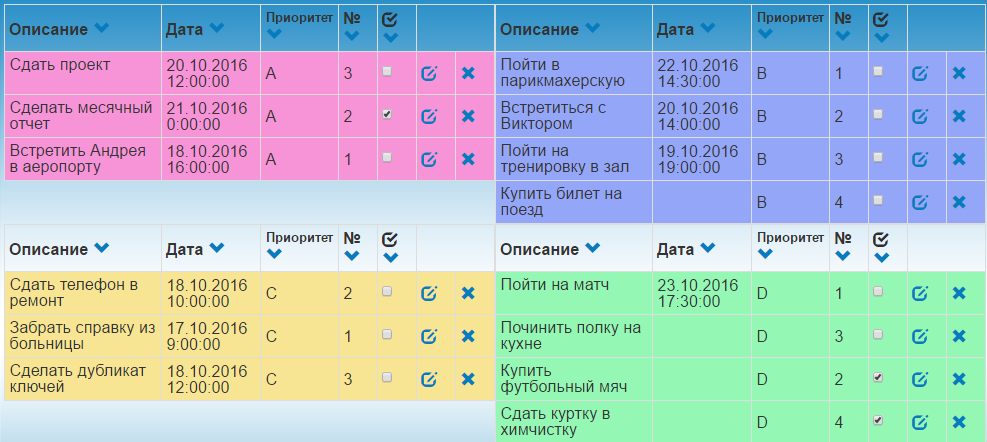 Описание Дата Приоритет №
Сдать проект 20.10.2016 12:00:00 A 3
Сделать месячный отчет 21.10.2016 0:00:00 A 2
Встретить Андрея в аеропорту 18.10.2016 16:00:00 A 1
Описание Дата Приоритет №
Пойти в парикмахерскую 22.10.2016 14:30:00 B 1
Встретиться с Виктором 20.10.2016 14:00:00 B 2
Пойти на тренировку в зал 19.10.2016 19:00:00 B 3
Купить билет на поезд B 4
Описание Дата Приоритет №
Сдать телефон в ремонт 18.10.2016 10:00:00 C 2
Забрать справку из больницы 17.10.2016 9:00:00 C 1
Сделать дубликат ключей 18.10.2016 12:00:00 C 3
Описание Дата Приоритет №
Пойти на матч 23.10.2016 17:30:00 D 1
Починить полку на кухне D 3
Купить футбольный мяч D 2
Сдать куртку в химчистку D 4